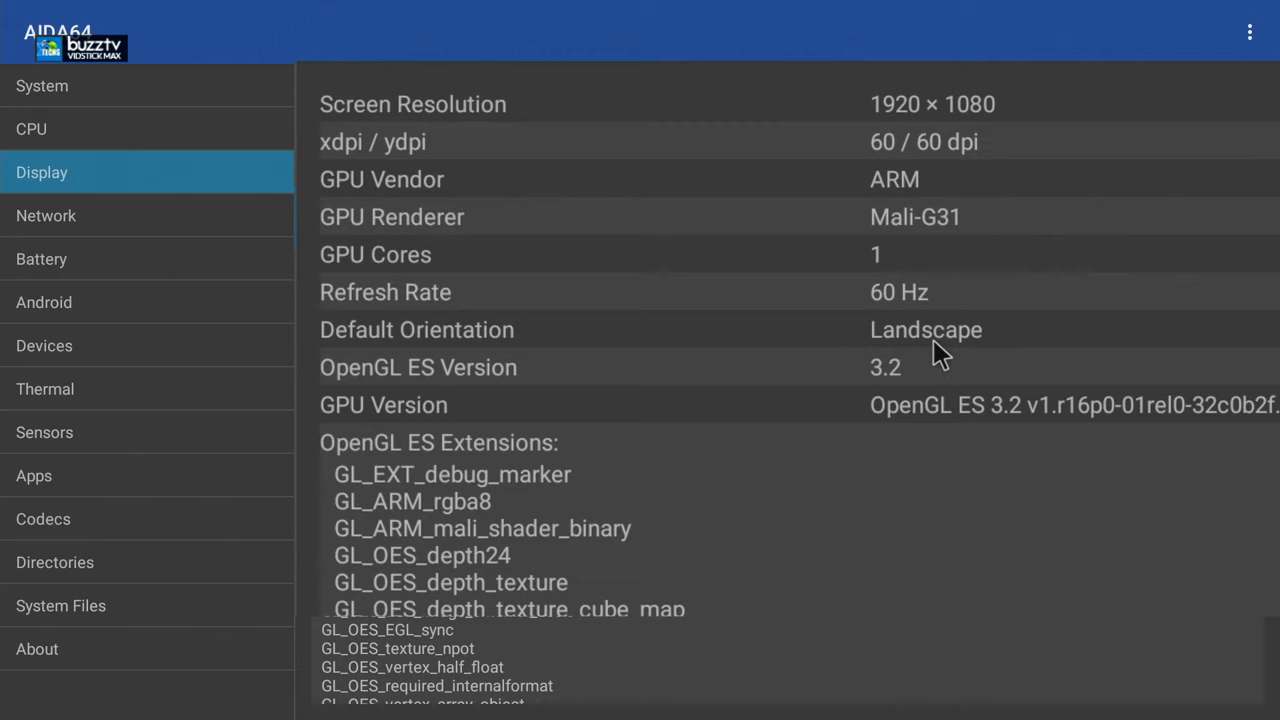 AIDA64
TECHS
buzztv
VIDSTICK MAX
System
CPU
Display
Network
Battery
Android
Devices
Thermal
Sensors
Apps
Codecs
Directories
System Files
About
Screen Resolution 1920 × 1080
xdpi / ydpi 60 / 60 dpi
GPU Vendor ARM
GPU Renderer Mali-G31
GPU Cores 1
Refresh Rate 60 Hz
Default Orientation Landscape
OpenGL ES Version 3.2
GPU Version OpenGL ES 3.2 v1.r16p0-01rel0-32c0b2f.
OpenGL ES Extensions:
GL_EXT_debug_marker
GL_ARM_rgba8
GL_ARM_mali_shader_binary
GL_OES_depth24
GL_OES_depth_texture
GL_OES_depth_texture_cube_map
GL_OES_EGL_sync
GL_OES_texture_npot
GL_OES_vertex_half_float
GL_OES_required_internalformat
GL_OES_vertex_array_object